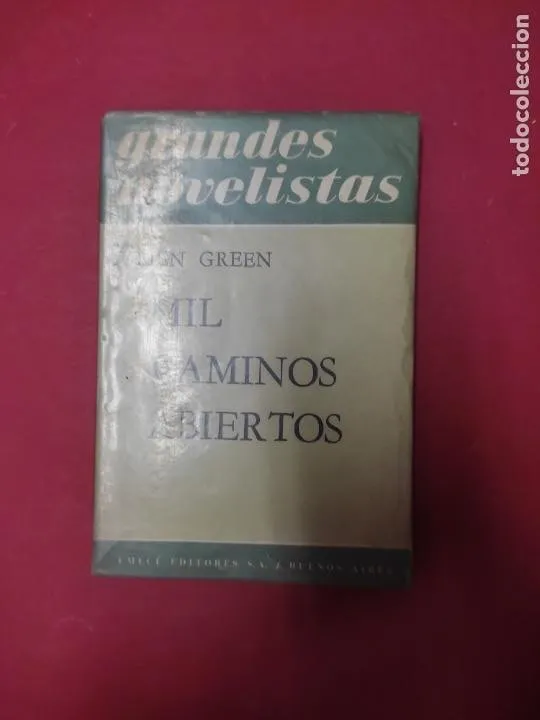 grandes
novelistas
GREEN
MIL
CAMINOS
ABIERTOS
EMECÉ EDITORES S.A. / BUENOS AIRES
todocoleccion